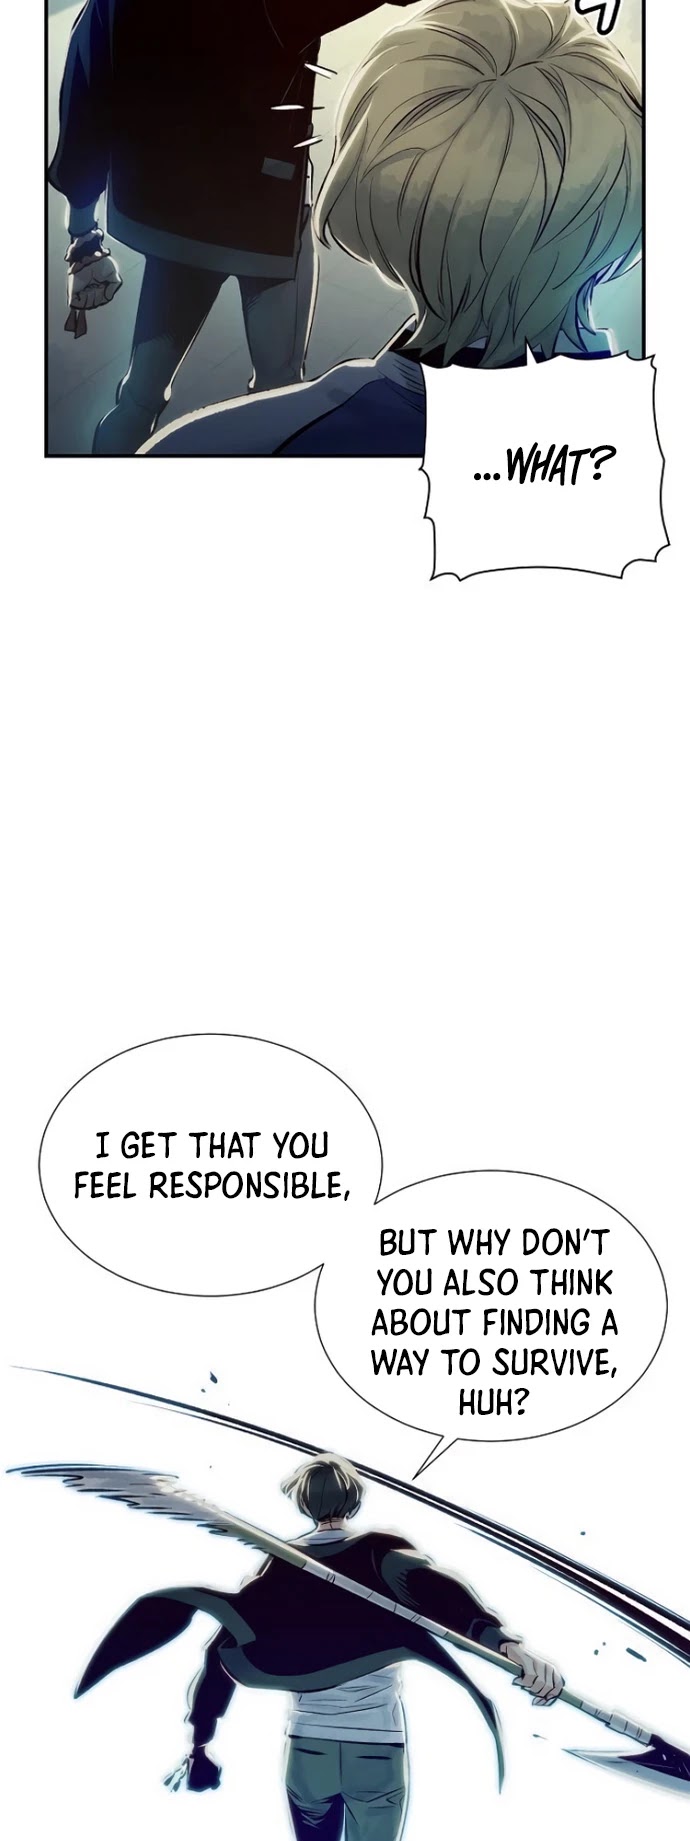 ...WHAT?
I GET THAT YOU
FEEL RESPONSIBLE,
BUT WHY DON'T
YOU ALSO THINK
ABOUT FINDING A
WAY TO SURVIVE,
HUH?